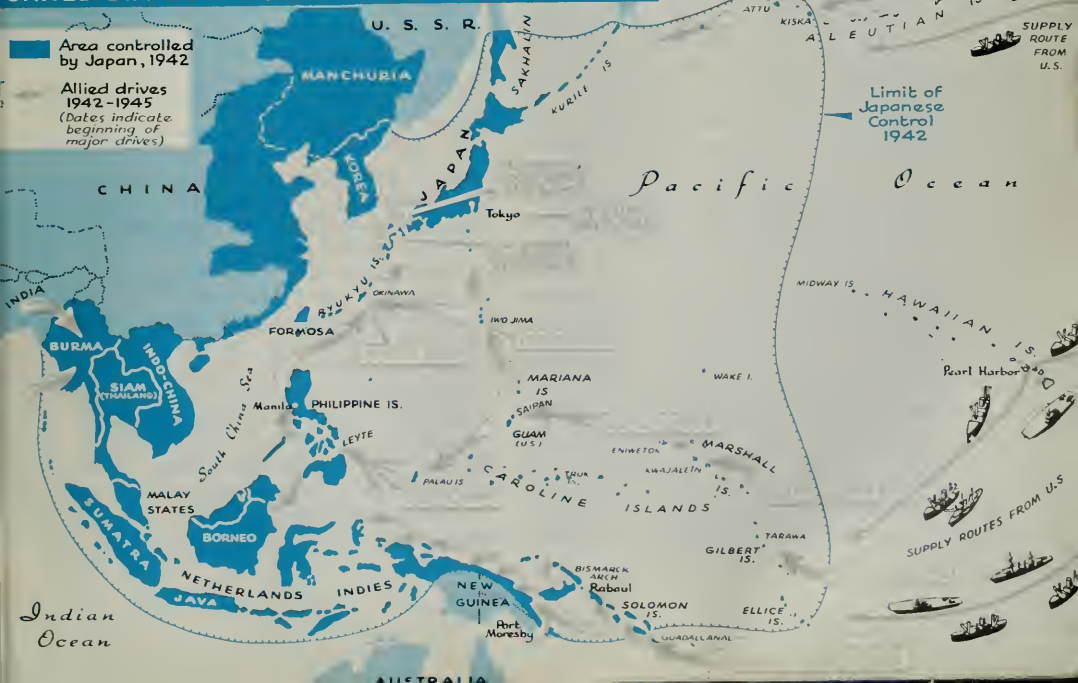 U. S. S. R.
Area controlled
by Japan, 1942
Allied drives
1942-1945
(Dates indicate
beginning of
major drives)
MANCHURIA
SAKHALIN
KURILE IS.
ATTU
KISKA
ALEUTIAN
SUPPLY
ROUTE
FROM
U.S.
Limit of
Japanese
Control
1942
CHINA
KOREA
JAPAN
Tokyo
Pacific Ocean
INDIA
RYUKYU IS.
OKINAWA
FORMOSA
IWO JIMA
MIDWAY IS.
HAWAIIAN IS.
Pearl Harbor
BURMA
SIAM
(THAILAND)
INDO-CHINA
South China Sea
Manila
PHILIPPINE IS.
LEYTE
MARIANA
IS
SAIPAN
GUAM
(U.S.)
WAKE I.
ENIWETOK
KWAJALEIN
MARSHALL
IS.
PALAU IS
TRUK
IS.
CAROLINE
ISLANDS
MALAY
STATES
SUMATRA
BORNEO
NETHERLANDS INDIES
JAVA
TARAWA
GILBERT
IS.
SUPPLY ROUTES FROM U.S
BISMARCK
ARCH
Rabaul
NEW
GUINEA
Port
Moresby
SOLOMON
IS.
GUADALCANAL
ELLICE
IS.
Indian
Ocean
AUSTRALIA